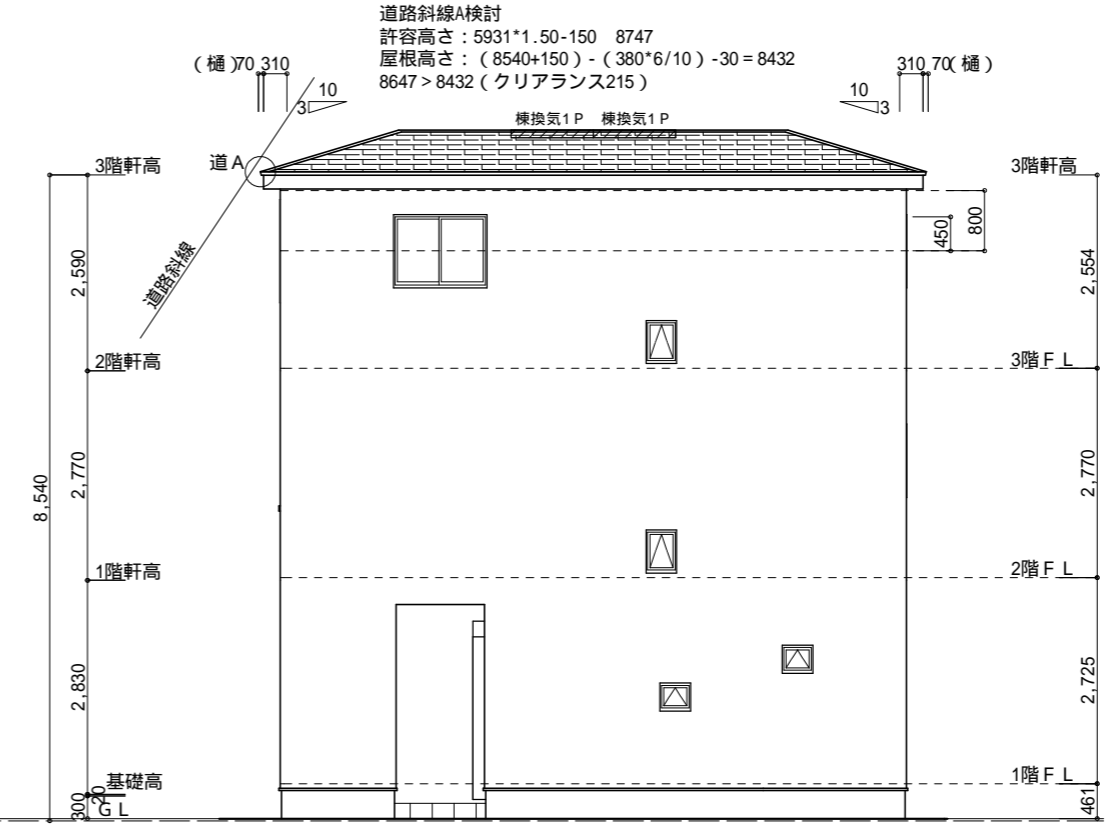 道路斜線A検討
許容高さ：5931*1.50-150 8747
屋根高さ：（8540+150）-（380*6/10）-30＝8432
8647＞8432（クリアランス215）
（樋）70 310
310 70（樋）
10
3
10
3
棟換気1P 棟換気1P
道A
道路斜線
3階軒高
3階軒高
450
800
2,590
2,554
2階軒高
3階FL
2,770
2,770
8,540
1階軒高
2階FL
2,830
2,725
基礎高
1階FL
20
300
GL
461